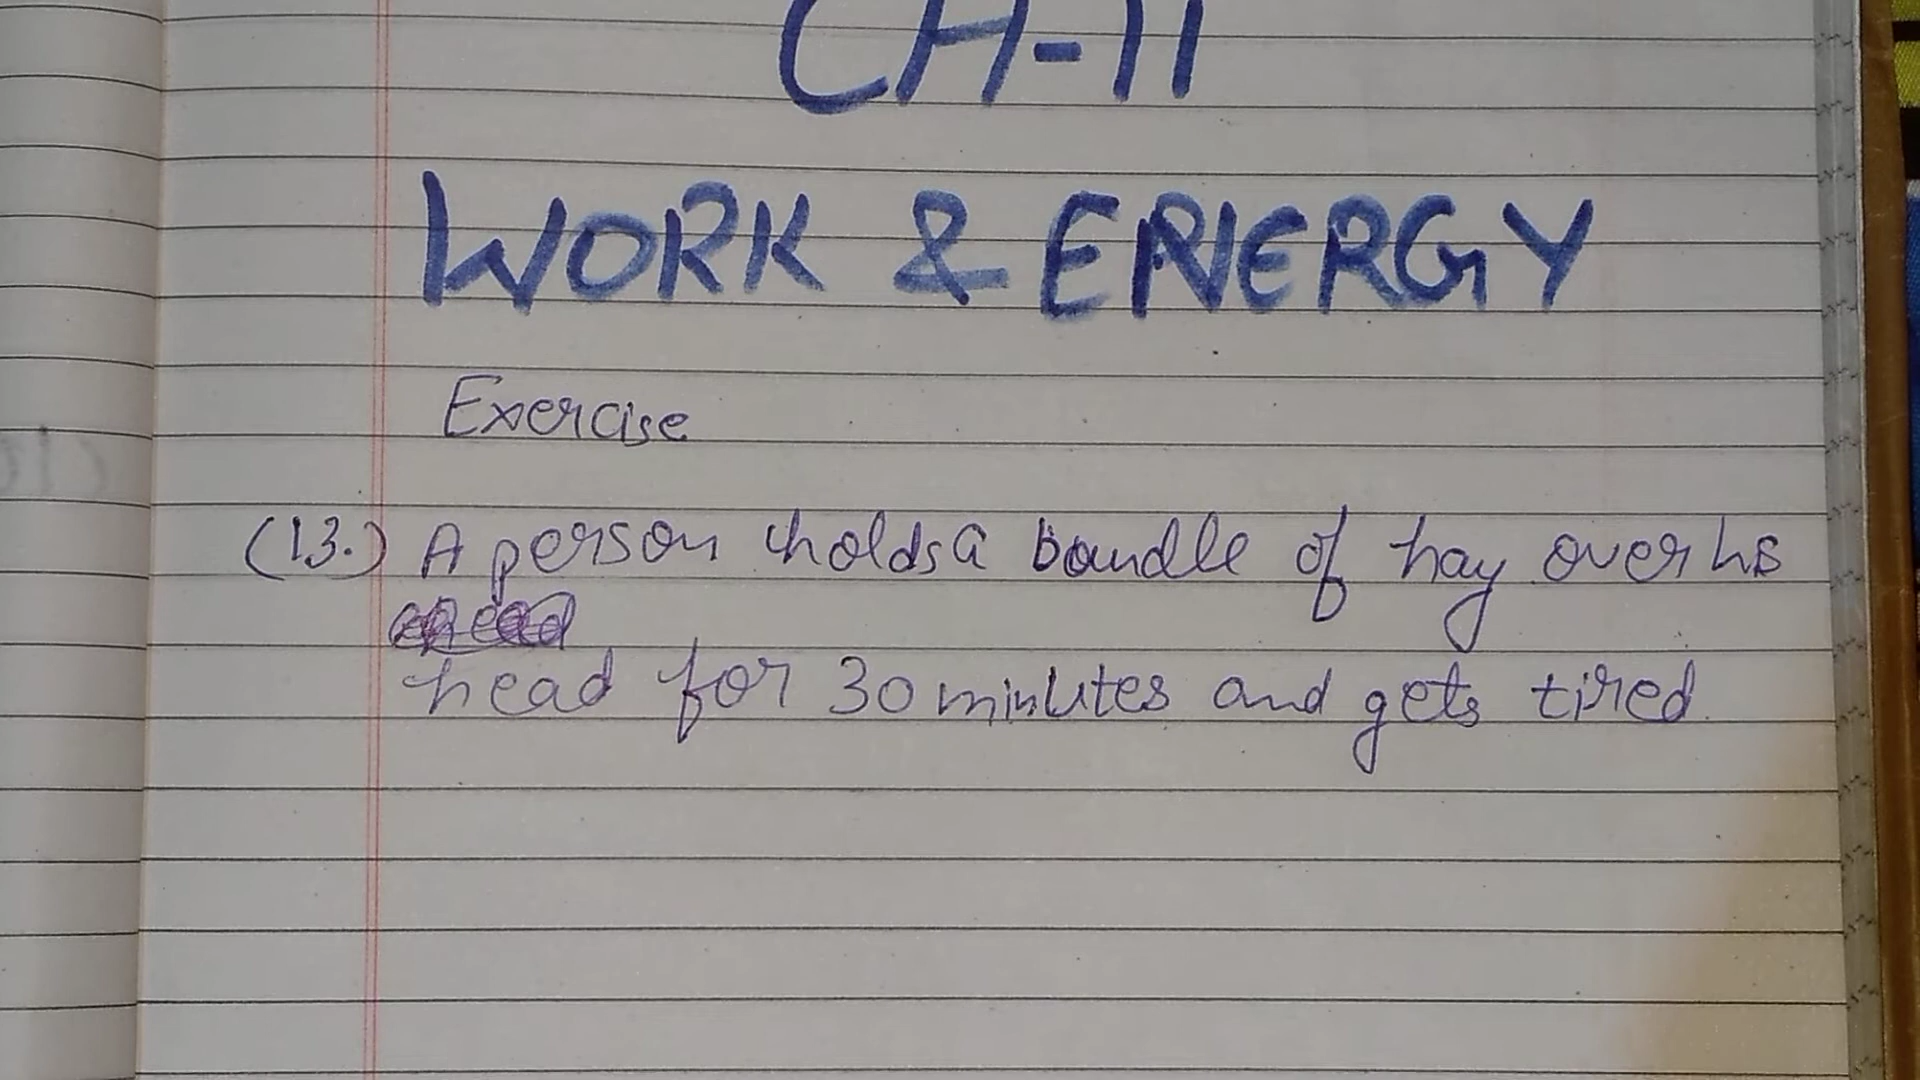 CH-11
WORK & ENERGY
Exercise
(13.) A person holds a bundle of hay over his
head for 30 minutes and gets tired.